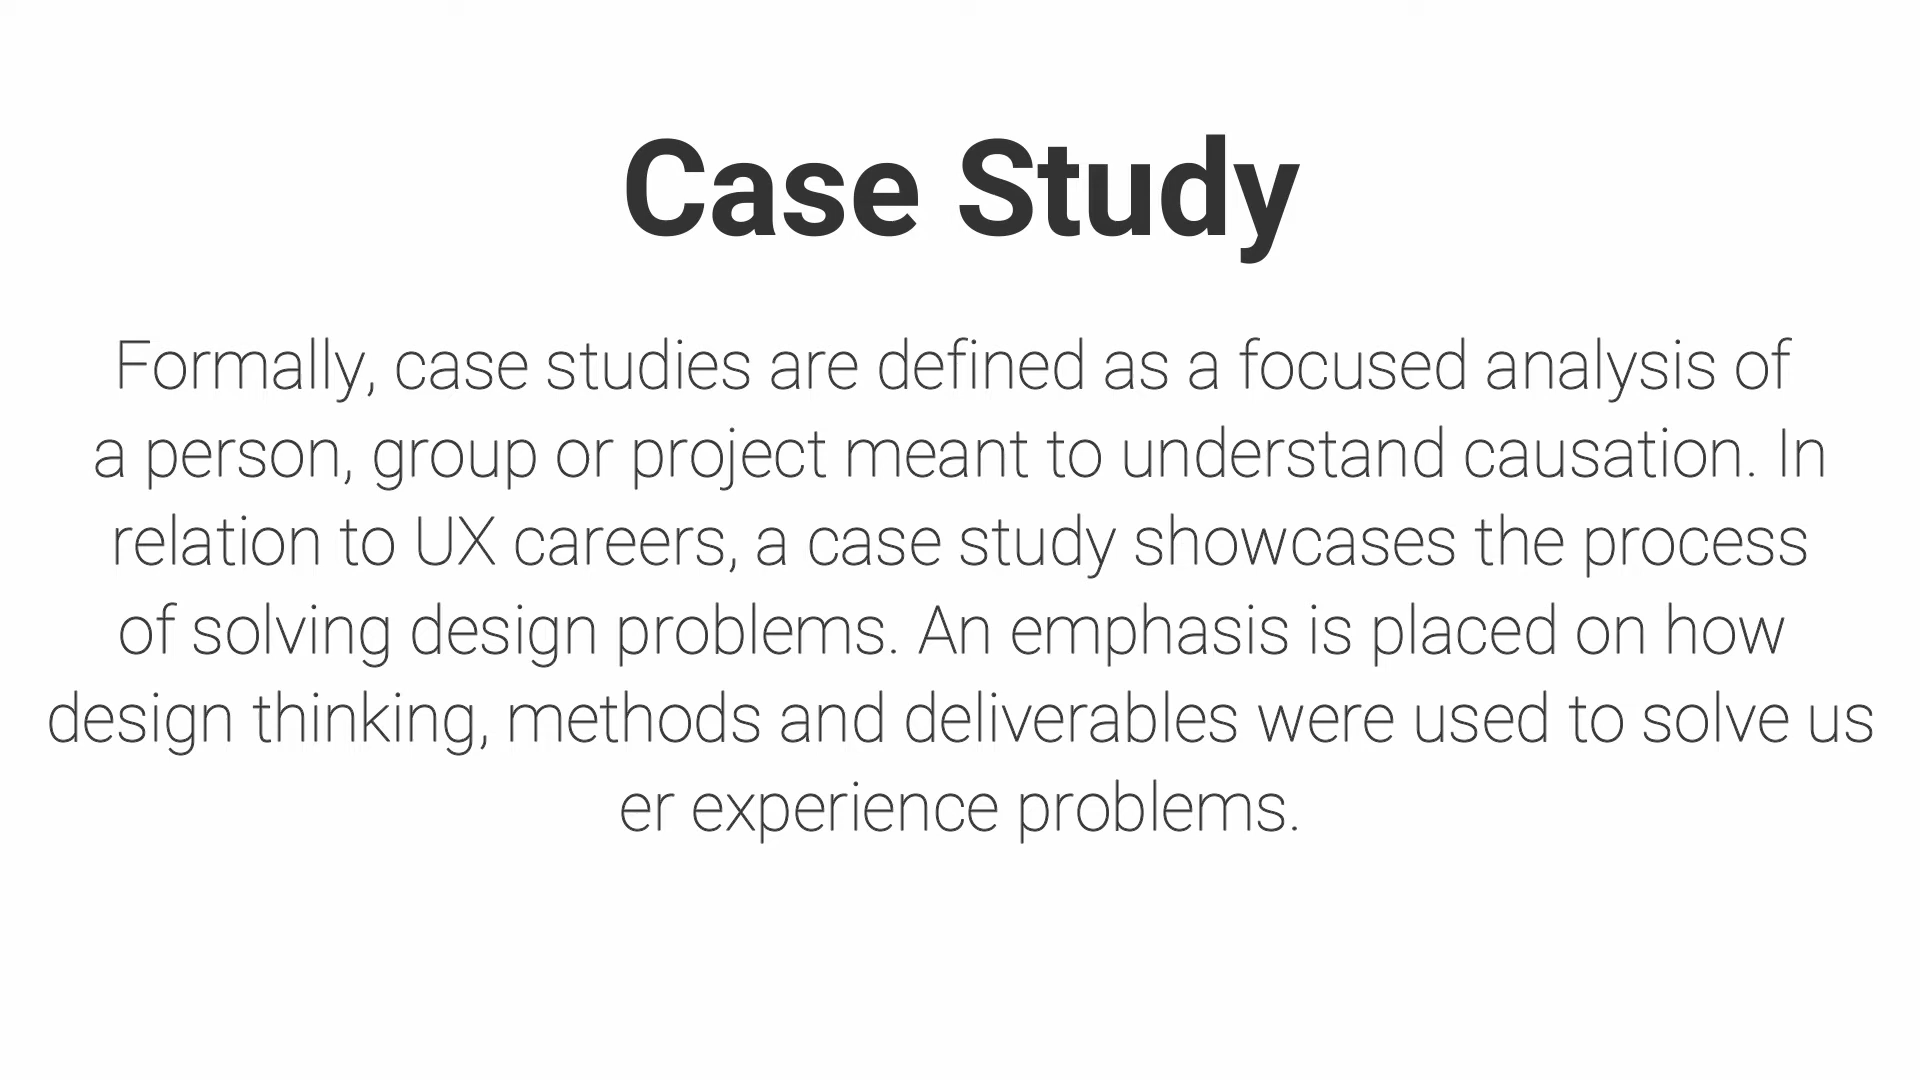 Case Study
Formally, case studies are defined as a focused analysis of
a person, group or project meant to understand causation. In
relation to UX careers, a case study showcases the process
of solving design problems. An emphasis is placed on how
design thinking, methods and deliverables were used to solve us
er experience problems.